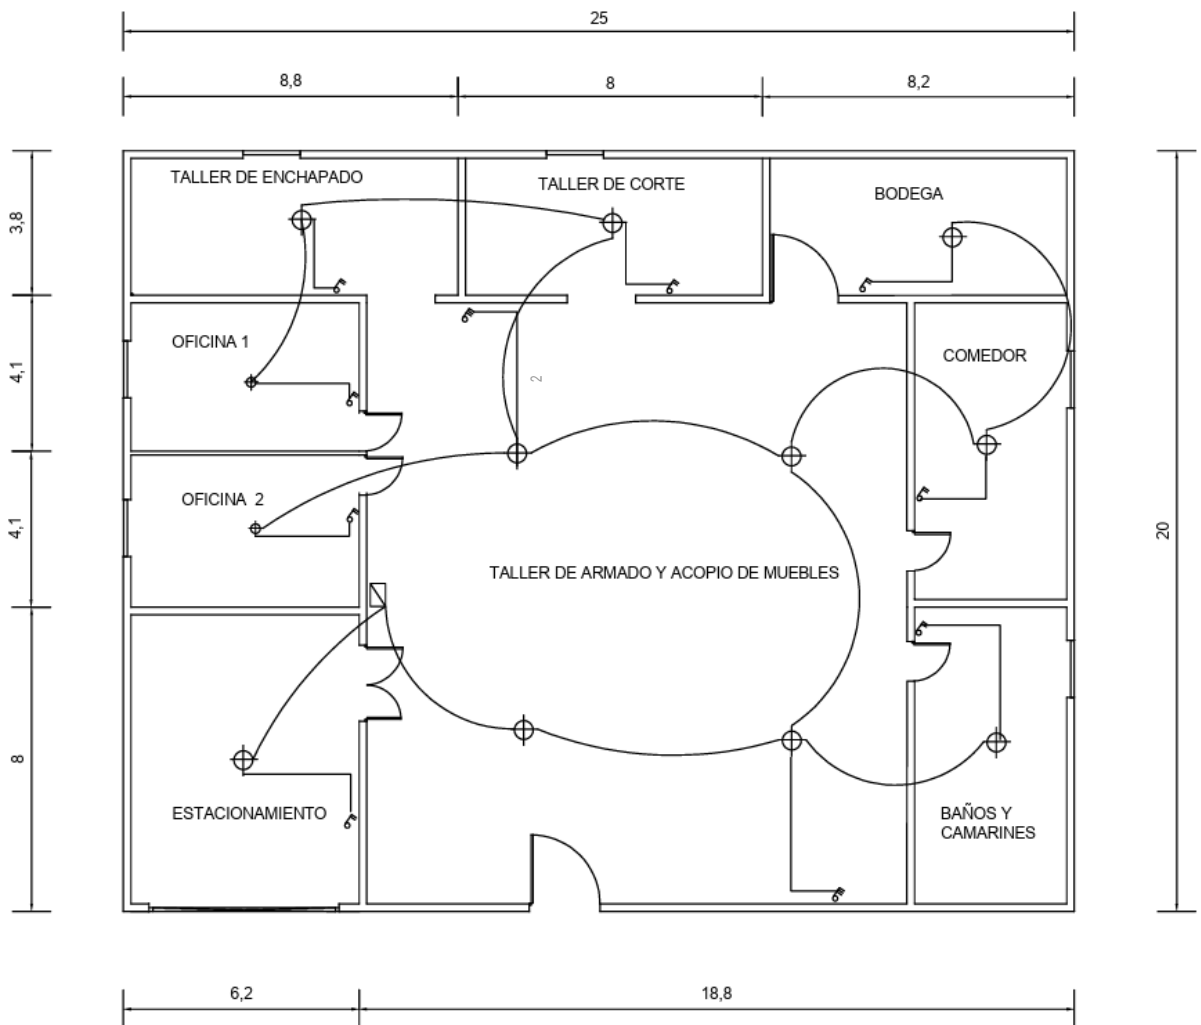 25
8,8
8
8,2
TALLER DE ENCHAPADO
TALLER DE CORTE
BODEGA
3,8
OFICINA 1
COMEDOR
4,1
2
OFICINA 2
4,1
20
TALLER DE ARMADO Y ACOPIO DE MUEBLES
8
ESTACIONAMIENTO
BAÑOS Y
CAMARINES
6,2
18,8